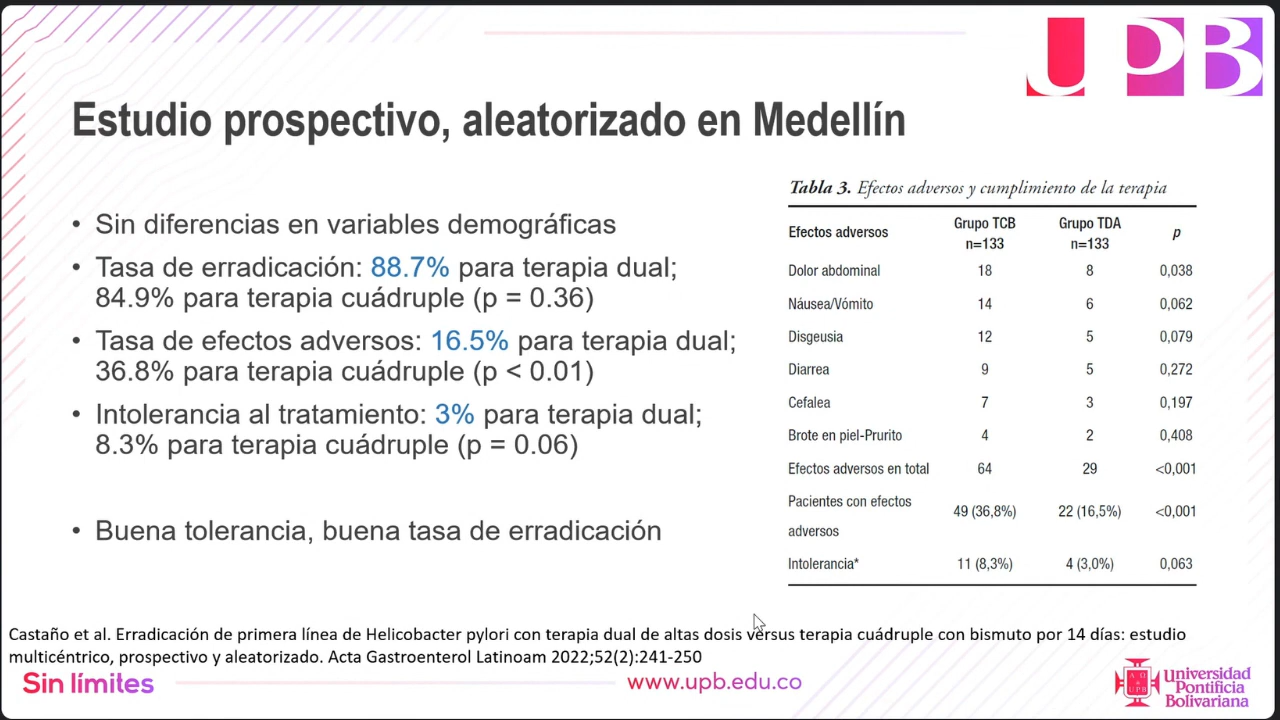 UPB
Estudio prospectivo, aleatorizado en Medellín
• Sin diferencias en variables demográficas
• Tasa de erradicación: 88.7% para terapia dual;
84.9% para terapia cuádruple (p = 0.36)
• Tasa de efectos adversos: 16.5% para terapia dual;
36.8% para terapia cuádruple (p < 0.01)
• Intolerancia al tratamiento: 3% para terapia dual;
8.3% para terapia cuádruple (p = 0.06)
• Buena tolerancia, buena tasa de erradicación
Tabla 3. Efectos adversos y cumplimiento de la terapia
Efectos adversos Grupo TCB n=133 Grupo TDA n=133 p
Dolor abdominal 18 8 0,038
Náusea/Vómito 14 6 0,062
Disgeusia 12 5 0,079
Diarrea 9 5 0,272
Cefalea 7 3 0,197
Brote en piel-Prurito 4 2 0,408
Efectos adversos en total 64 29 <0,001
Pacientes con efectos adversos 49 (36,8%) 22 (16,5%) <0,001
Intolerancia* 11 (8,3%) 4 (3,0%) 0,063
Castaño et al. Erradicación de primera línea de Helicobacter pylori con terapia dual de altas dosis versus terapia cuádruple con bismuto por 14 días: estudio
multicéntrico, prospectivo y aleatorizado. Acta Gastroenterol Latinoam 2022;52(2):241-250
Sin límites
www.upb.edu.co
A Ω
U P B
Universidad
Pontificia
Bolivariana